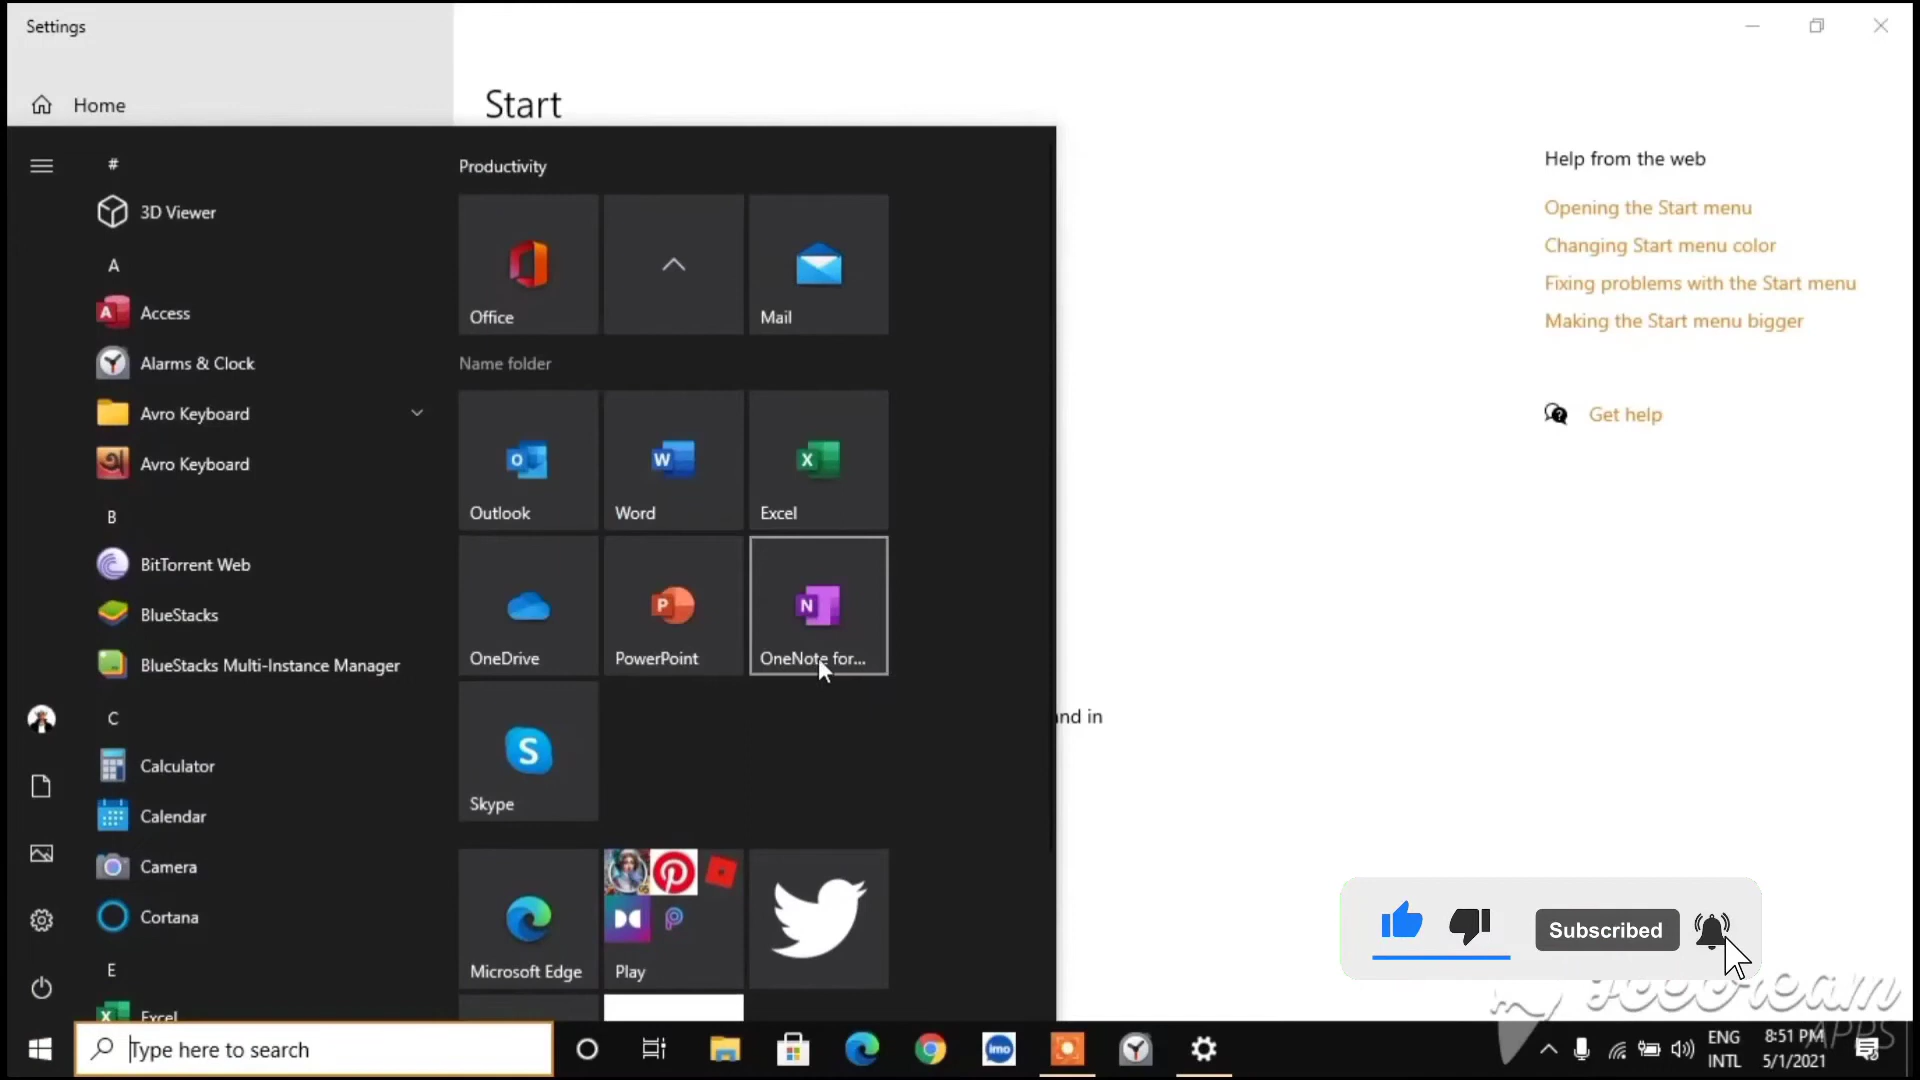 Settings
Home
Start
#
3D Viewer
A
Access
Alarms & Clock
Avro Keyboard
Avro Keyboard
B
BitTorrent Web
BlueStacks
BlueStacks Multi-Instance Manager
C
Calculator
Calendar
Camera
Cortana
E
Excel
Productivity
Office
Mail
Name folder
Outlook
Word
Excel
OneDrive
PowerPoint
OneNote for...
Skype
Microsoft Edge
Play
and in
Help from the web
Opening the Start menu
Changing Start menu color
Fixing problems with the Start menu
Making the Start menu bigger
Get help
Subscribed
Icecream
APPS
Type here to search
imo
ENG
INTL
8:51 PM
5/1/2021